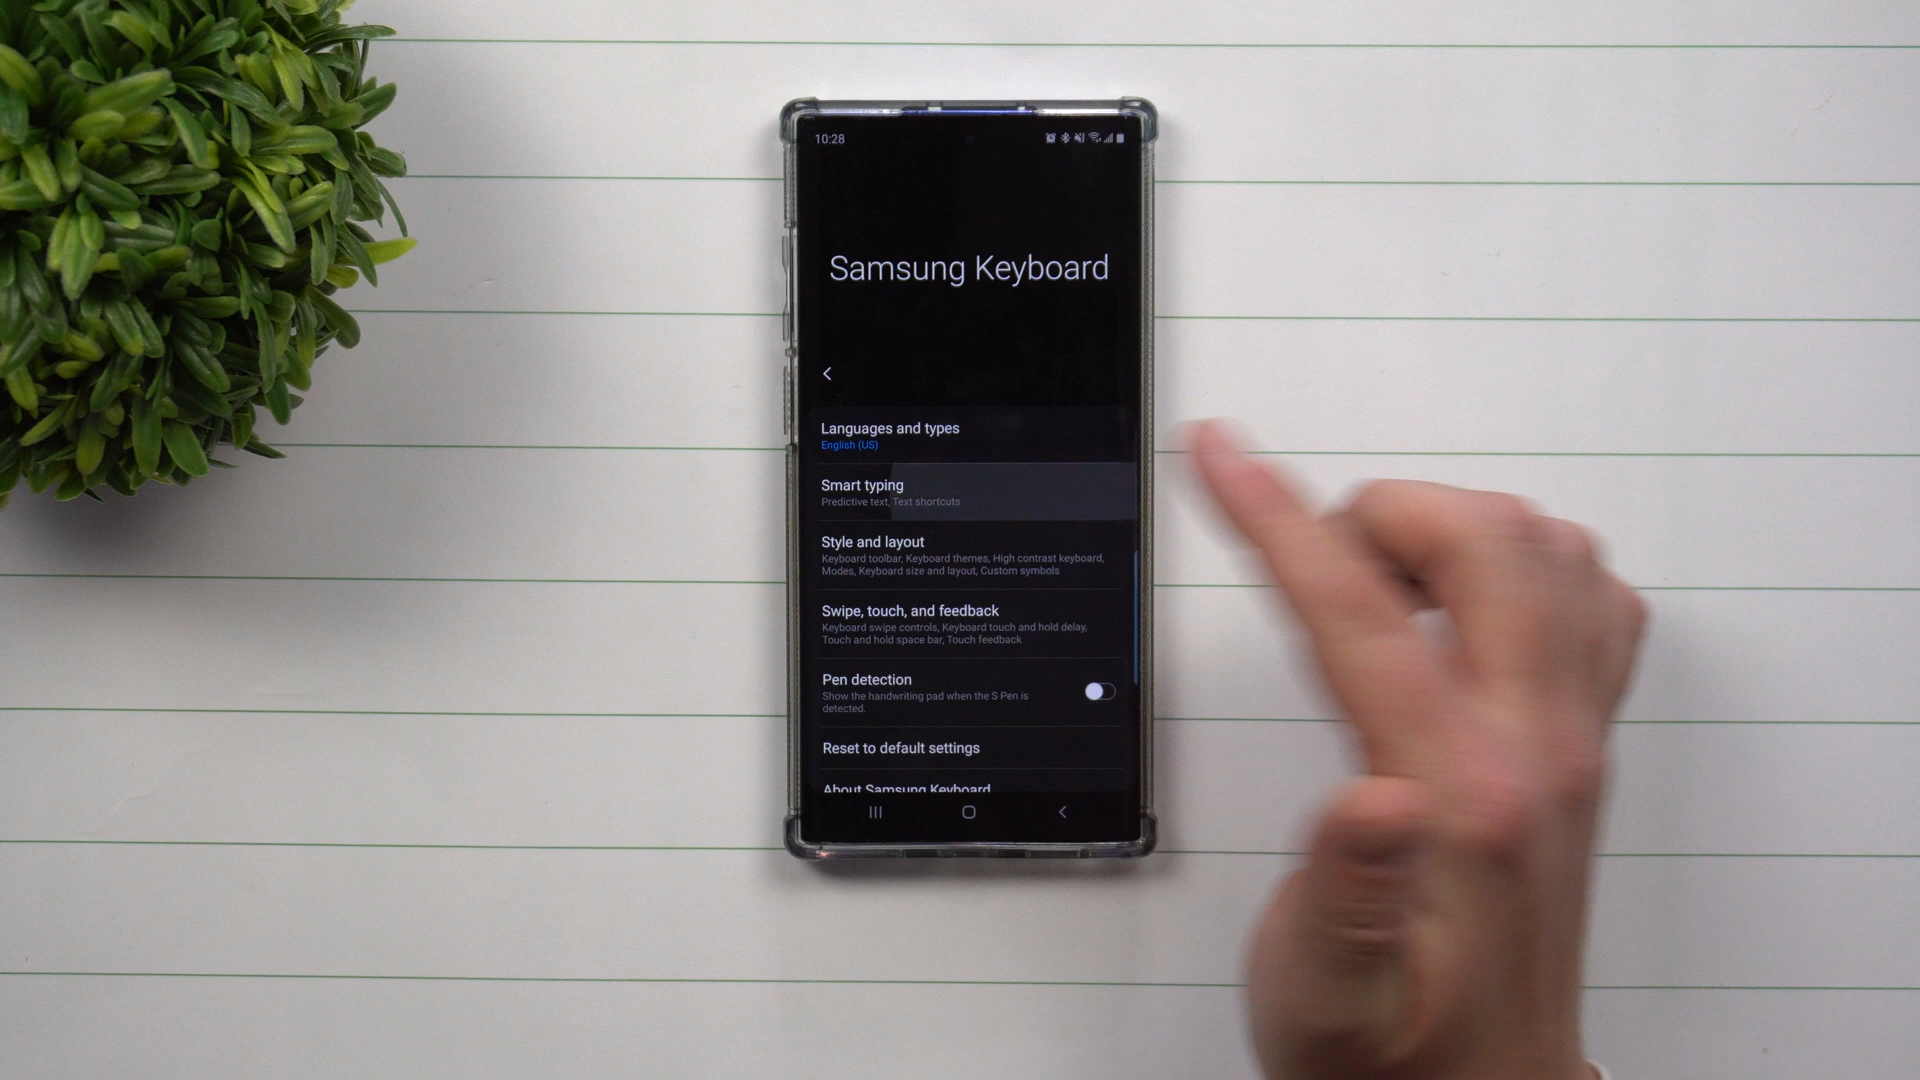 10:28
Samsung Keyboard
Languages and types
English (US)
Smart typing
Predictive text, Text shortcuts
Style and layout
Keyboard toolbar, Keyboard themes, High contrast keyboard,
Modes, Keyboard size and layout, Custom symbols
Swipe, touch, and feedback
Keyboard swipe controls, Keyboard touch and hold delay,
Touch and hold space bar, Touch feedback
Pen detection
Show the handwriting pad when the S Pen is
detected.
Reset to default settings
About Samsung Keyboard